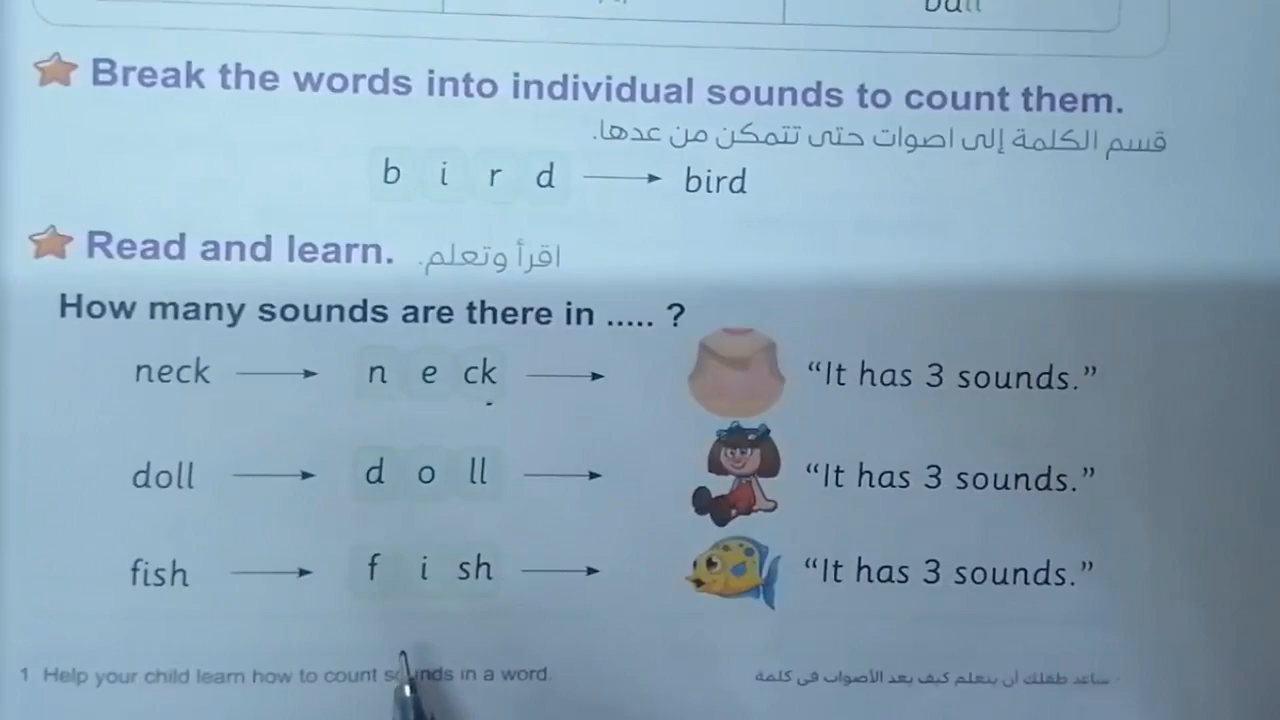 Break the words into individual sounds to count them.
قسم الكلمة إلى اصوات حتى تتمكن من عدها.
b i r d → bird
Read and learn. اقرأ وتعلم.
How many sounds are there in ..... ?
neck → n e ck → “It has 3 sounds.”
doll → d o ll → “It has 3 sounds.”
fish → f i sh → “It has 3 sounds.”
1 Help your child learn how to count sounds in a word. ساعد طفلك أن يتعلم كيف يعد الأصوات فى كلمة